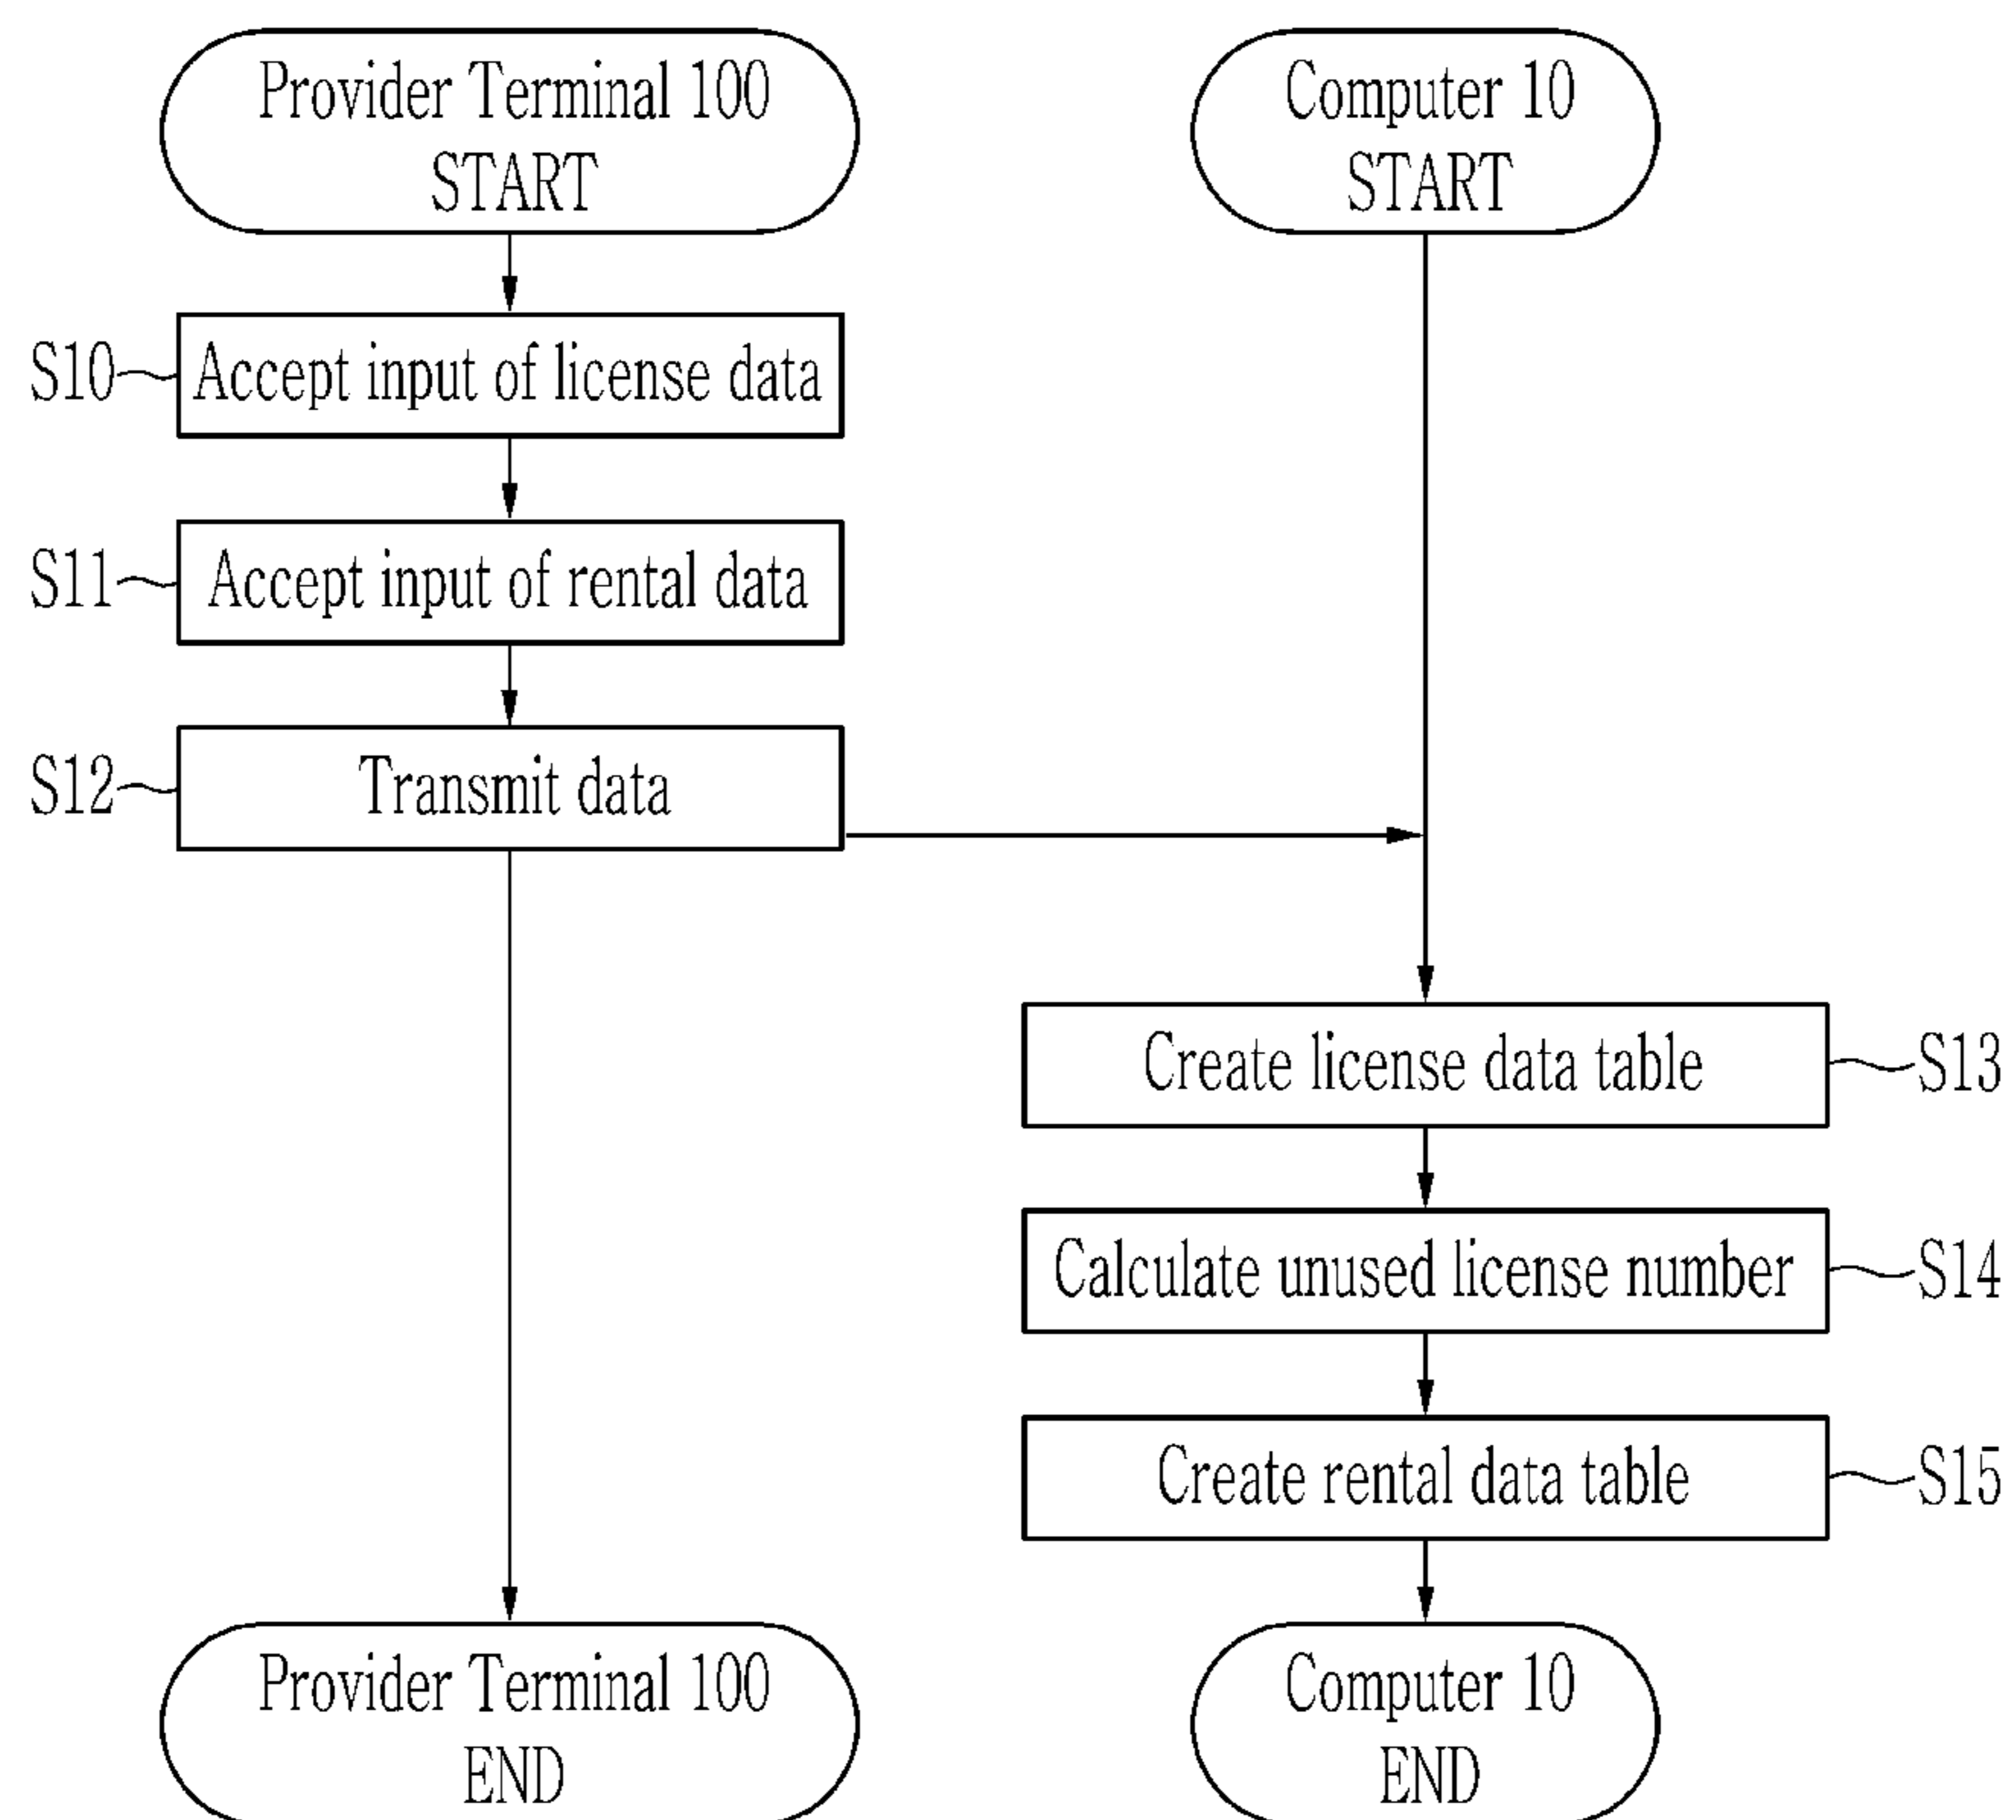 Provider Terminal 100
START
Computer 10
START
S10
Accept input of license data
S11
Accept input of rental data
S12
Transmit data
Create license data table
S13
Calculate unused license number
S14
Create rental data table
S15
Provider Terminal 100
END
Computer 10
END